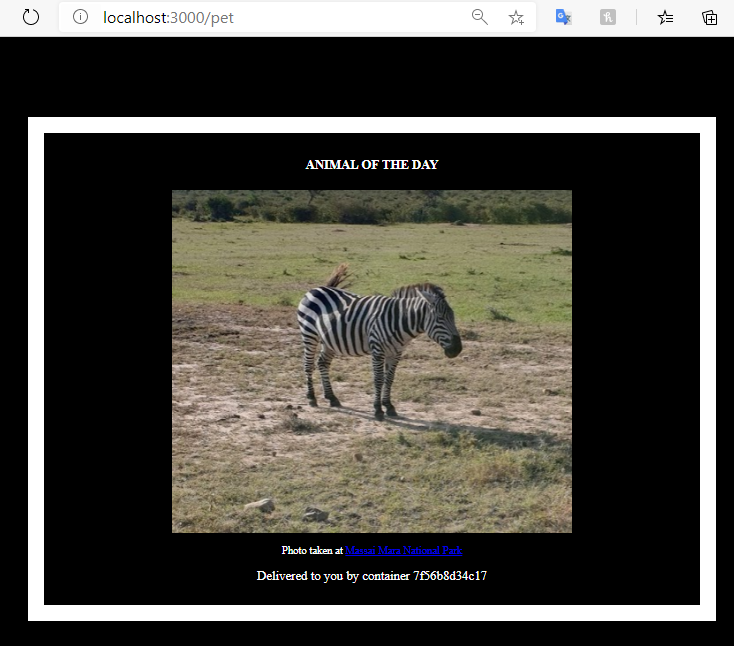 localhost:3000/pet
ANIMAL OF THE DAY
Photo taken at Massai Mara National Park
Delivered to you by container 7f56b8d34c17